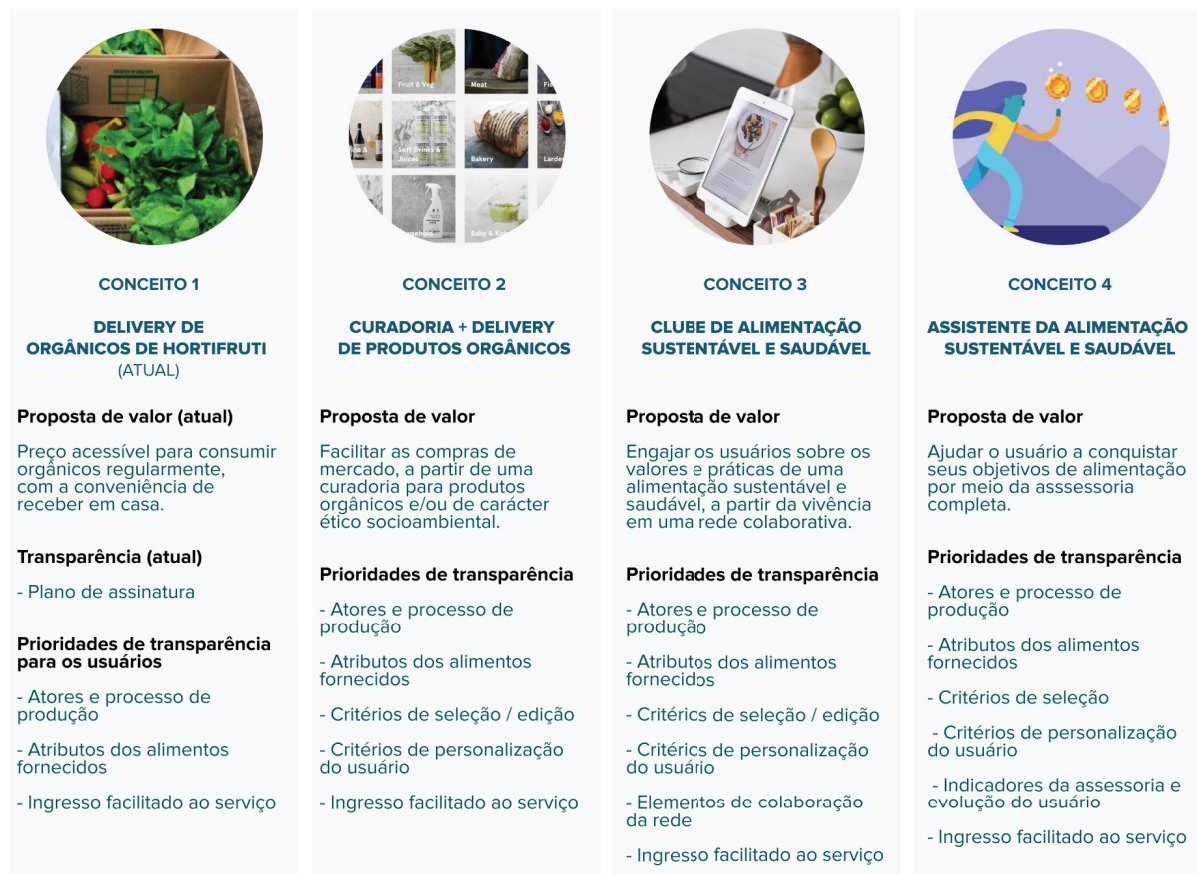 Fruit & Veg
Meat
Soft Drinks &
Juices
Bakery
Baby & Kids
CONCEITO 1
DELIVERY DE
ORGÂNICOS DE HORTIFRUTI
(ATUAL)
Proposta de valor (atual)
Preço acessível para consumir
orgânicos regularmente,
com a conveniência de
receber em casa.
Transparência (atual)
- Plano de assinatura
Prioridades de transparência
para os usuários
- Atores e processo de
produção
- Atributos dos alimentos
fornecidos
- Ingresso facilitado ao serviço
CONCEITO 2
CURADORIA + DELIVERY
DE PRODUTOS ORGÂNICOS
Proposta de valor
Facilitar as compras de
mercado, a partir de uma
curadoria para produtos
orgânicos e/ou de carácter
ético socioambiental.
Prioridades de transparência
- Atores e processo de
produção
- Atributos dos alimentos
fornecidos
- Critérios de seleção / edição
- Critérios de personalização
do usuário
- Ingresso facilitado ao serviço
CONCEITO 3
CLUBE DE ALIMENTAÇÃO
SUSTENTÁVEL E SAUDÁVEL
Proposta de valor
Engajar os usuários sobre os
valores e práticas de uma
alimentação sustentável e
saudável, a partir da vivência
em uma rede colaborativa.
Prioridades de transparência
- Atores e processo de
produção
- Atributos dos alimentos
fornecidos
- Critérios de seleção / edição
- Critérios de personalização
do usuário
- Elementos de colaboração
da rede
- Ingresso facilitado ao serviço
CONCEITO 4
ASSISTENTE DA ALIMENTAÇÃO
SUSTENTÁVEL E SAUDÁVEL
Proposta de valor
Ajudar o usuário a conquistar
seus objetivos de alimentação
por meio da asssessoria
completa.
Prioridades de transparência
- Atores e processo de
produção
- Atributos dos alimentos
fornecidos
- Critérios de seleção
- Critérios de personalização
do usuário
- Indicadores da assessoria e
evolução do usuário
- Ingresso facilitado ao serviço